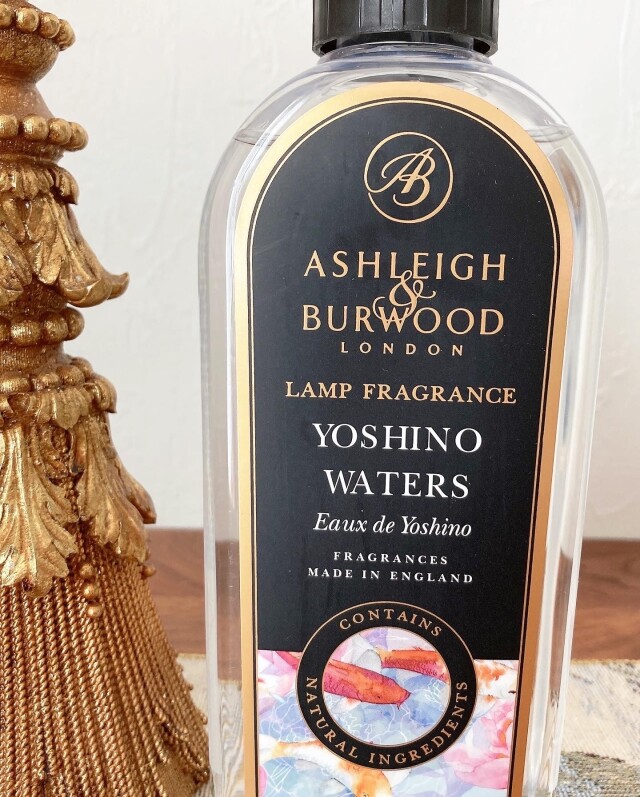 AB
ASHLEIGH
&
BURWOOD
LONDON
LAMP FRAGRANCE
YOSHINO
WATERS
Eaux de Yoshino
FRAGRANCES
MADE IN ENGLAND
CONTAINS
NATURAL INGREDIENTS